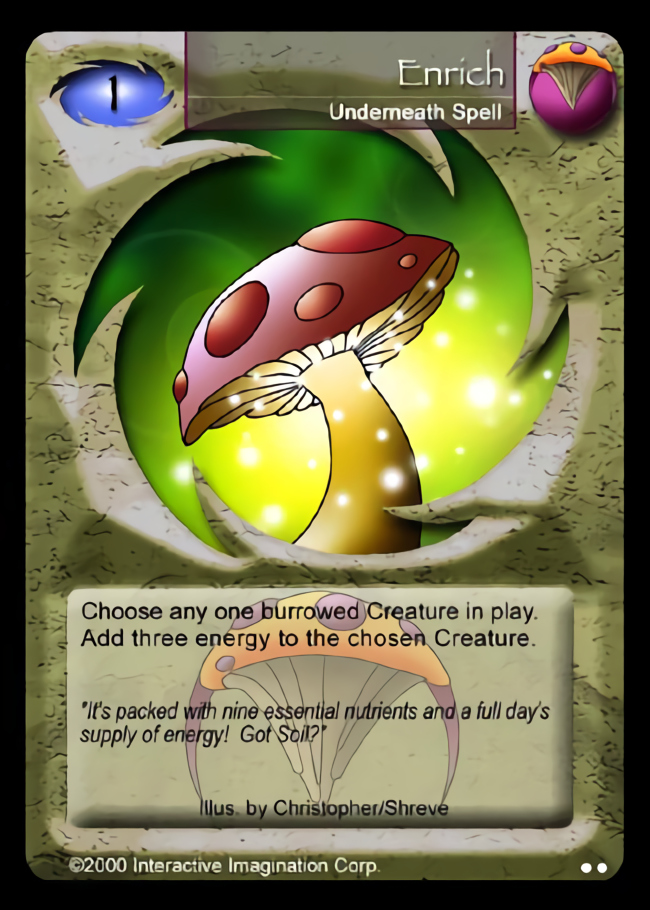 1
Enrich
Underneath Spell
Choose any one burrowed Creature in play.
Add three energy to the chosen Creature.
"It's packed with nine essential nutrients and a full day's
supply of energy!  Got Soil?"
Illus. by Christopher/Shreve
©2000 Interactive Imagination Corp.